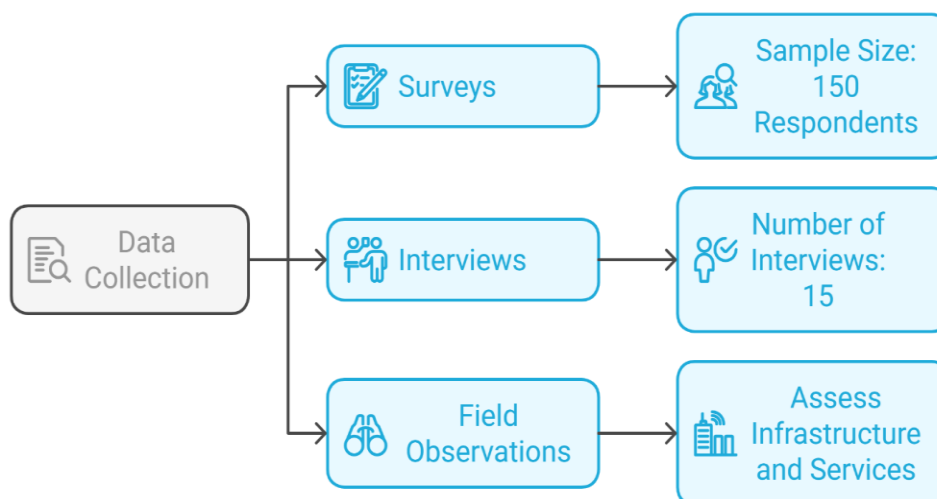 Data
Collection
Surveys
Sample Size:
150
Respondents
Interviews
Number of
Interviews:
15
Field
Observations
Assess
Infrastructure
and Services